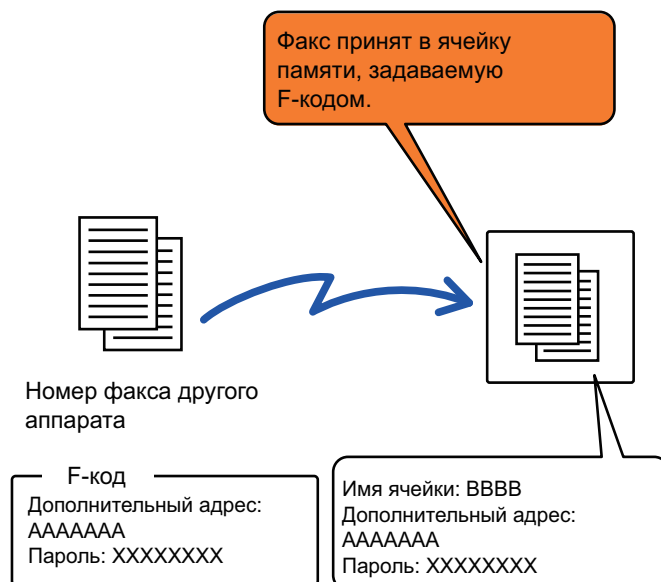 Факс принят в ячейку
памяти, задаваемую
F-кодом.
Номер факса другого
аппарата
F-код
Дополнительный адрес:
AAAAAAA
Пароль: XXXXXXXX
Имя ячейки: BBBB
Дополнительный адрес:
AAAAAAA
Пароль: XXXXXXXX